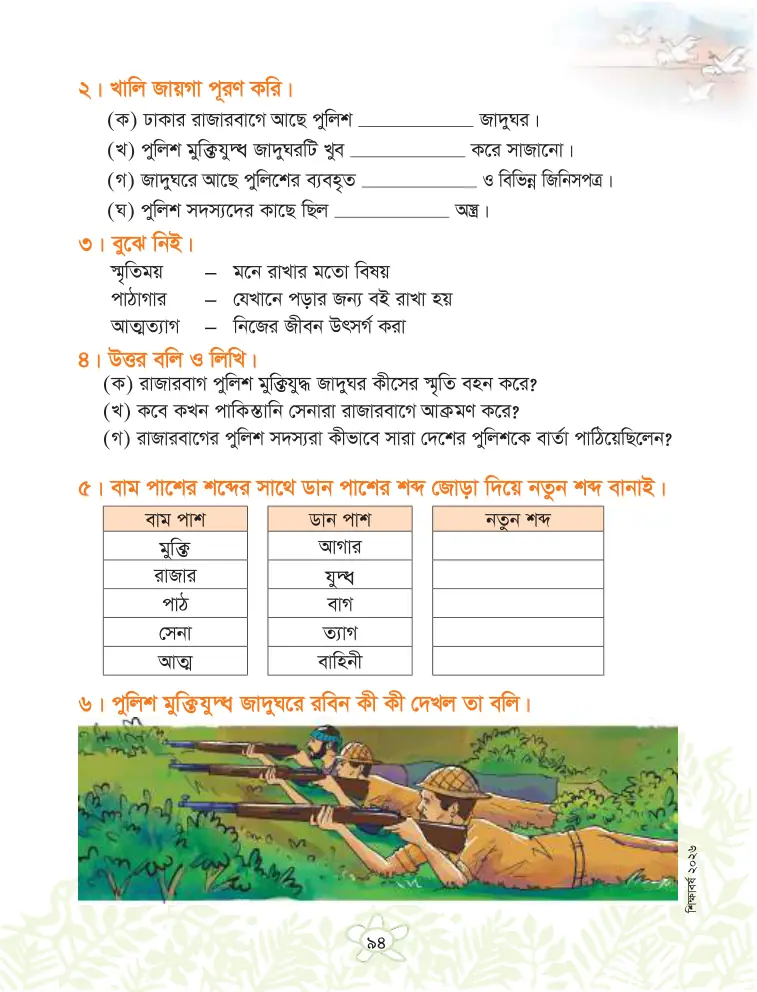 ২। খালি জায়গা পূরণ করি।
(ক) ঢাকার রাজারবাগে আছে পুলিশ ____________ জাদুঘর।
(খ) পুলিশ মুক্তিযুদ্ধ জাদুঘরটি খুব ____________ করে সাজানো।
(গ) জাদুঘরে আছে পুলিশের ব্যবহৃত ____________ ও বিভিন্ন জিনিসপত্র।
(ঘ) পুলিশ সদস্যদের কাছে ছিল ____________ অস্ত্র।
৩। বুঝে নিই।
স্মৃতিময় – মনে রাখার মতো বিষয়
পাঠাগার – যেখানে পড়ার জন্য বই রাখা হয়
আত্মত্যাগ – নিজের জীবন উৎসর্গ করা
৪। উত্তর বলি ও লিখি।
(ক) রাজারবাগ পুলিশ মুক্তিযুদ্ধ জাদুঘর কীসের স্মৃতি বহন করে?
(খ) কবে কখন পাকিস্তানি সেনারা রাজারবাগে আক্রমণ করে?
(গ) রাজারবাগের পুলিশ সদস্যরা কীভাবে সারা দেশের পুলিশকে বার্তা পাঠিয়েছিলেন?
৫। বাম পাশের শব্দের সাথে ডান পাশের শব্দ জোড়া দিয়ে নতুন শব্দ বানাই।
বাম পাশ ডান পাশ নতুন শব্দ
মুক্তি আগার
রাজার যুদ্ধ
পাঠ বাগ
সেনা ত্যাগ
আত্ম বাহিনী
৬। পুলিশ মুক্তিযুদ্ধ জাদুঘরে রবিন কী কী দেখল তা বলি।
শিক্ষাবর্ষ ২০২৬
৯৪